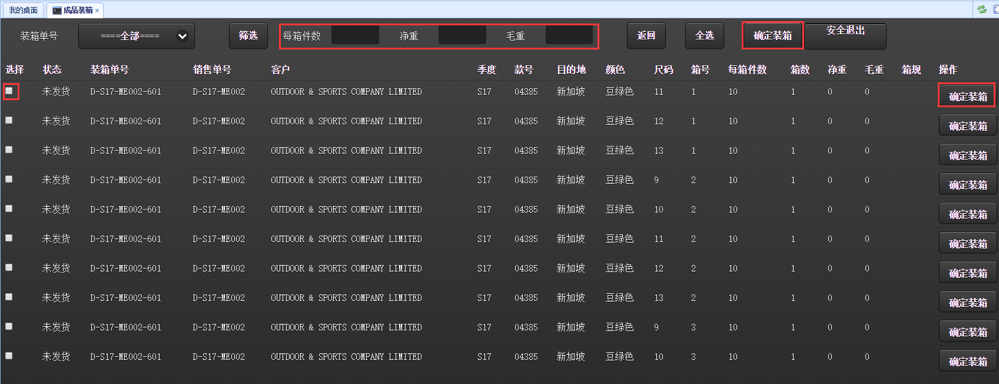 我的桌面 成品装箱 ×
装箱单号 ====全部==== 筛选 每箱件数 净重 毛重 返回 全选 确定装箱 安全退出
选择 状态 装箱单号 销售单号 客户 季度 款号 目的地 颜色 尺码 箱号 每箱件数 箱数 净重 毛重 箱规 操作
未发货 D-S17-ME002-601 D-S17-ME002 OUTDOOR & SPORTS COMPANY LIMITED S17 04385 新加坡 豆绿色 11 1 10 1 0 0 确定装箱
未发货 D-S17-ME002-601 D-S17-ME002 OUTDOOR & SPORTS COMPANY LIMITED S17 04385 新加坡 豆绿色 12 1 10 1 0 0 确定装箱
未发货 D-S17-ME002-601 D-S17-ME002 OUTDOOR & SPORTS COMPANY LIMITED S17 04385 新加坡 豆绿色 13 1 10 1 0 0 确定装箱
未发货 D-S17-ME002-601 D-S17-ME002 OUTDOOR & SPORTS COMPANY LIMITED S17 04385 新加坡 豆绿色 9 2 10 1 0 0 确定装箱
未发货 D-S17-ME002-601 D-S17-ME002 OUTDOOR & SPORTS COMPANY LIMITED S17 04385 新加坡 豆绿色 10 2 10 1 0 0 确定装箱
未发货 D-S17-ME002-601 D-S17-ME002 OUTDOOR & SPORTS COMPANY LIMITED S17 04385 新加坡 豆绿色 11 2 10 1 0 0 确定装箱
未发货 D-S17-ME002-601 D-S17-ME002 OUTDOOR & SPORTS COMPANY LIMITED S17 04385 新加坡 豆绿色 12 2 10 1 0 0 确定装箱
未发货 D-S17-ME002-601 D-S17-ME002 OUTDOOR & SPORTS COMPANY LIMITED S17 04385 新加坡 豆绿色 13 2 10 1 0 0 确定装箱
未发货 D-S17-ME002-601 D-S17-ME002 OUTDOOR & SPORTS COMPANY LIMITED S17 04385 新加坡 豆绿色 9 3 10 1 0 0 确定装箱
未发货 D-S17-ME002-601 D-S17-ME002 OUTDOOR & SPORTS COMPANY LIMITED S17 04385 新加坡 豆绿色 10 3 10 1 0 0 确定装箱